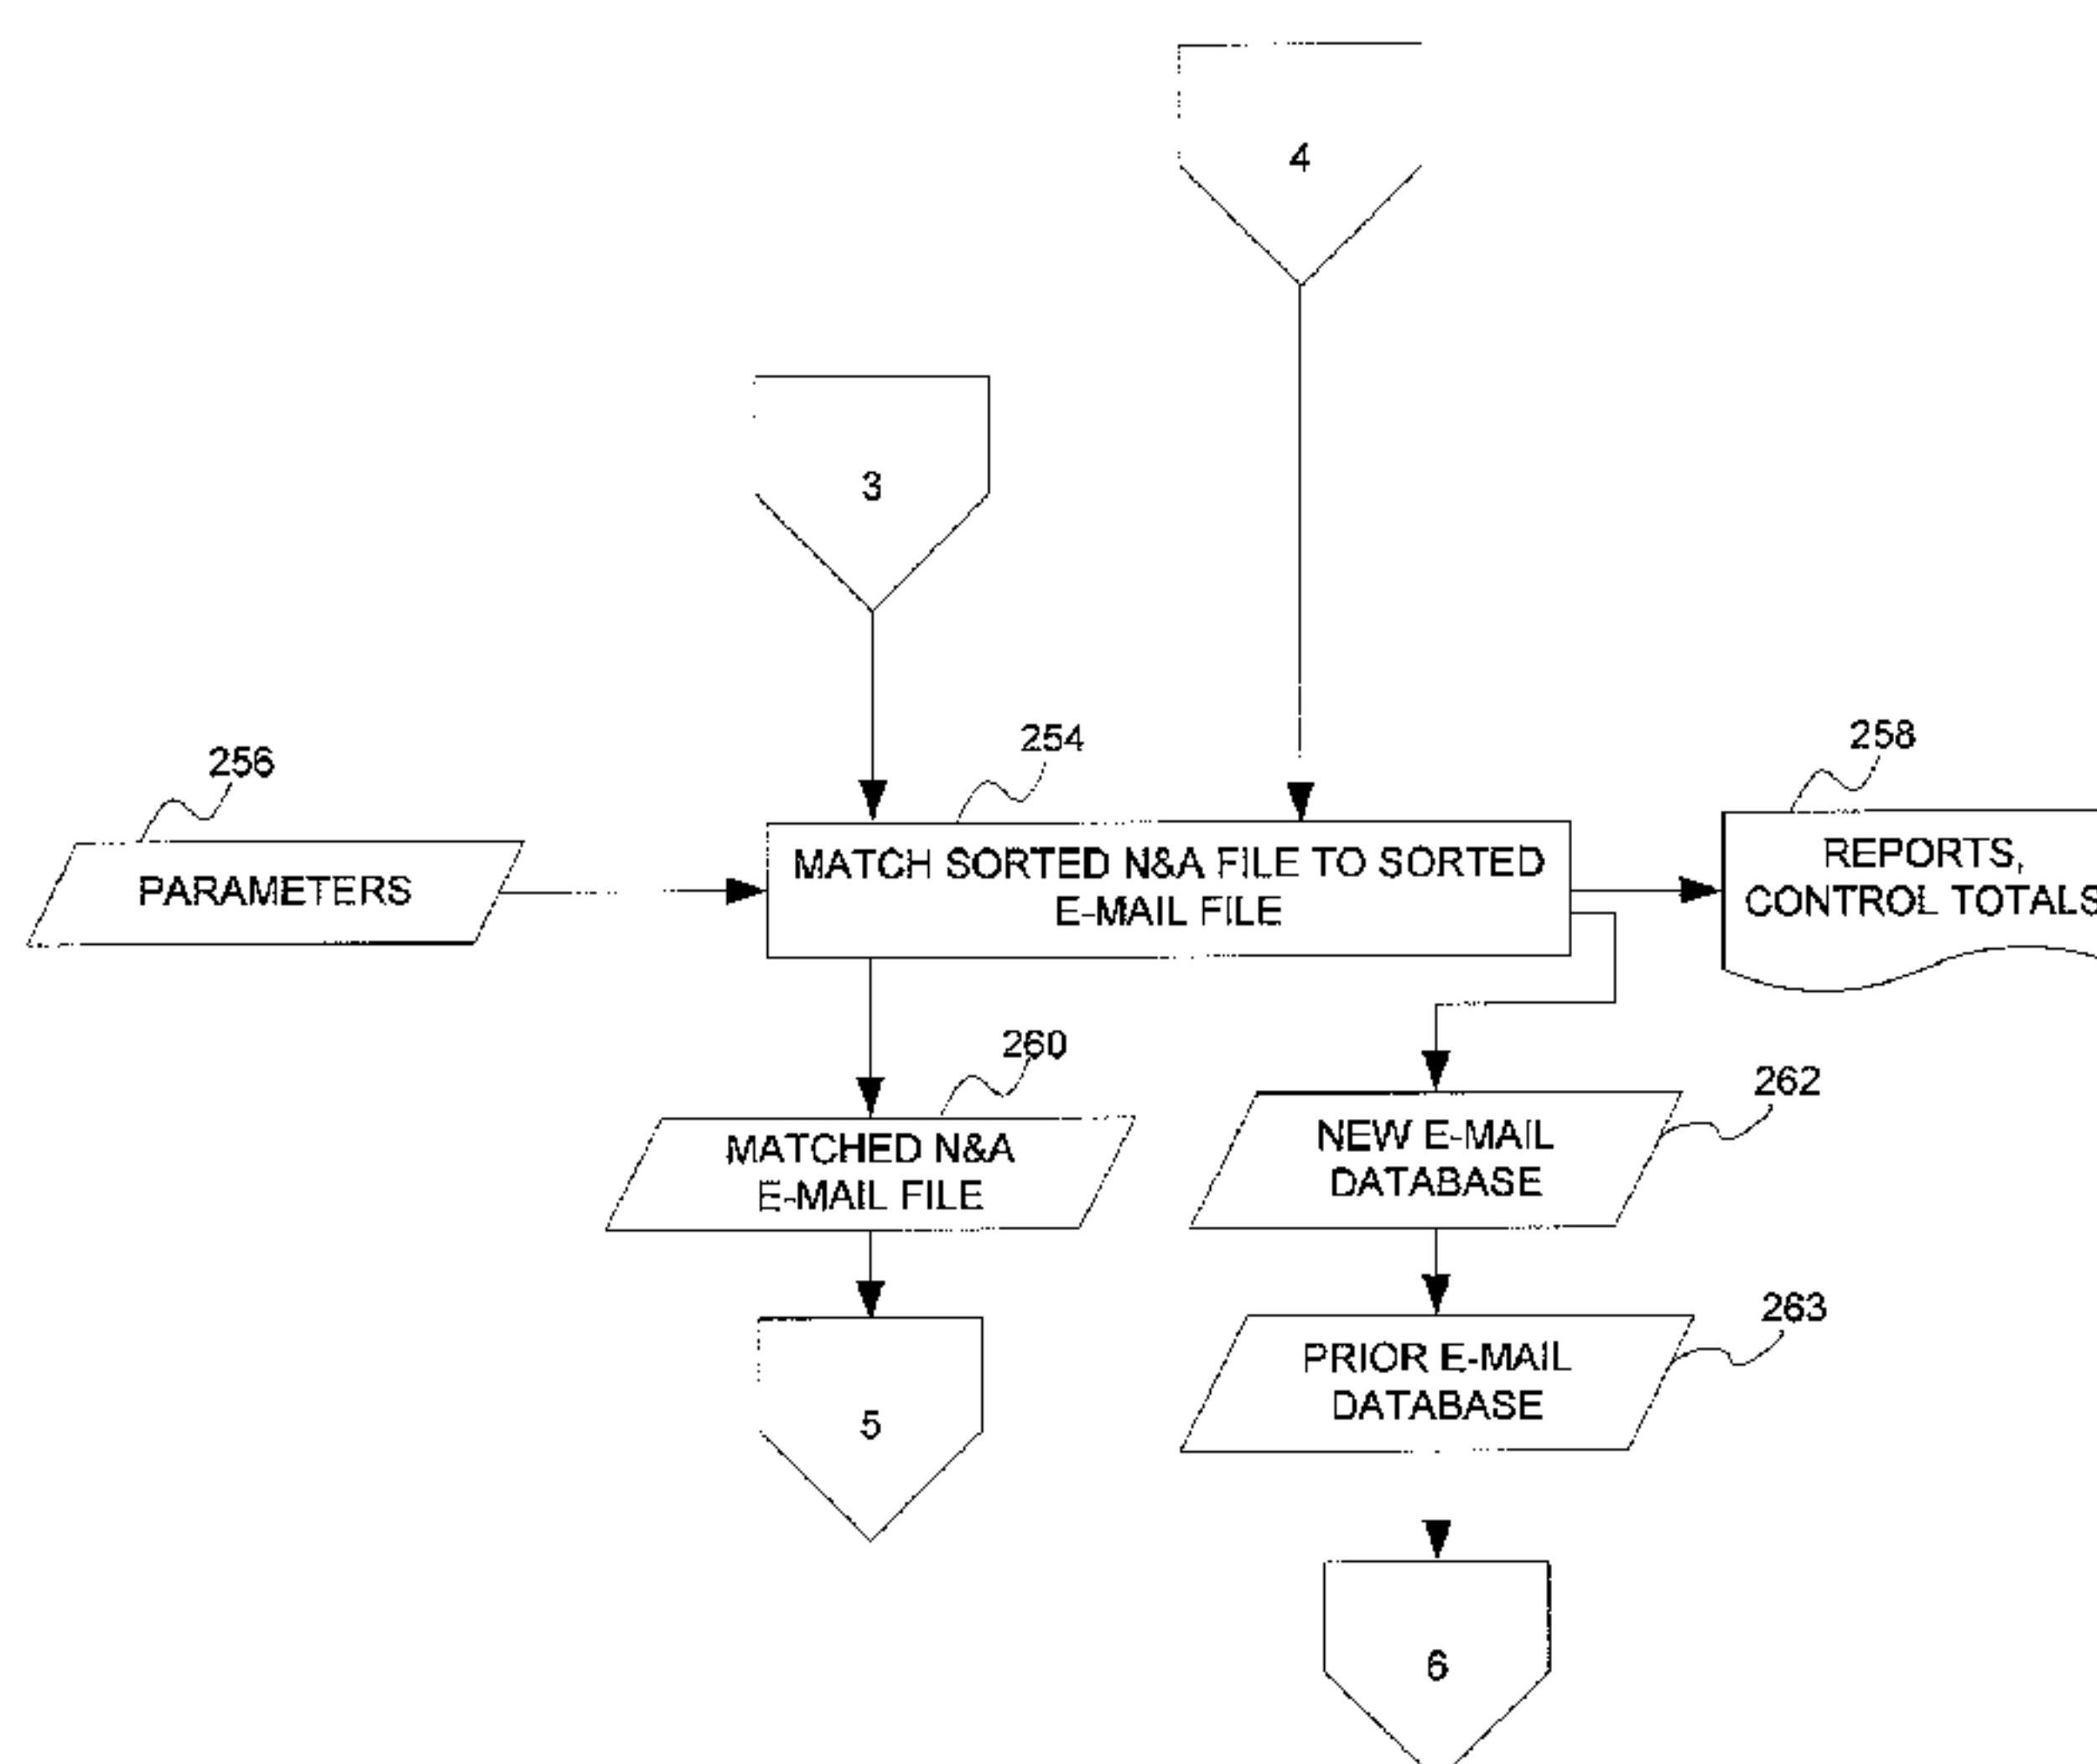 4
3
254
258
256
REPORTS,
CONTROL TOTALS
MATCH SORTED N&A FILE TO SORTED
E-MAIL FILE
PARAMETERS
260
262
MATCHED N&A
E-MAIL FILE
NEW E-MAIL
DATABASE
263
PRIOR E-MAIL
DATABASE
5
6